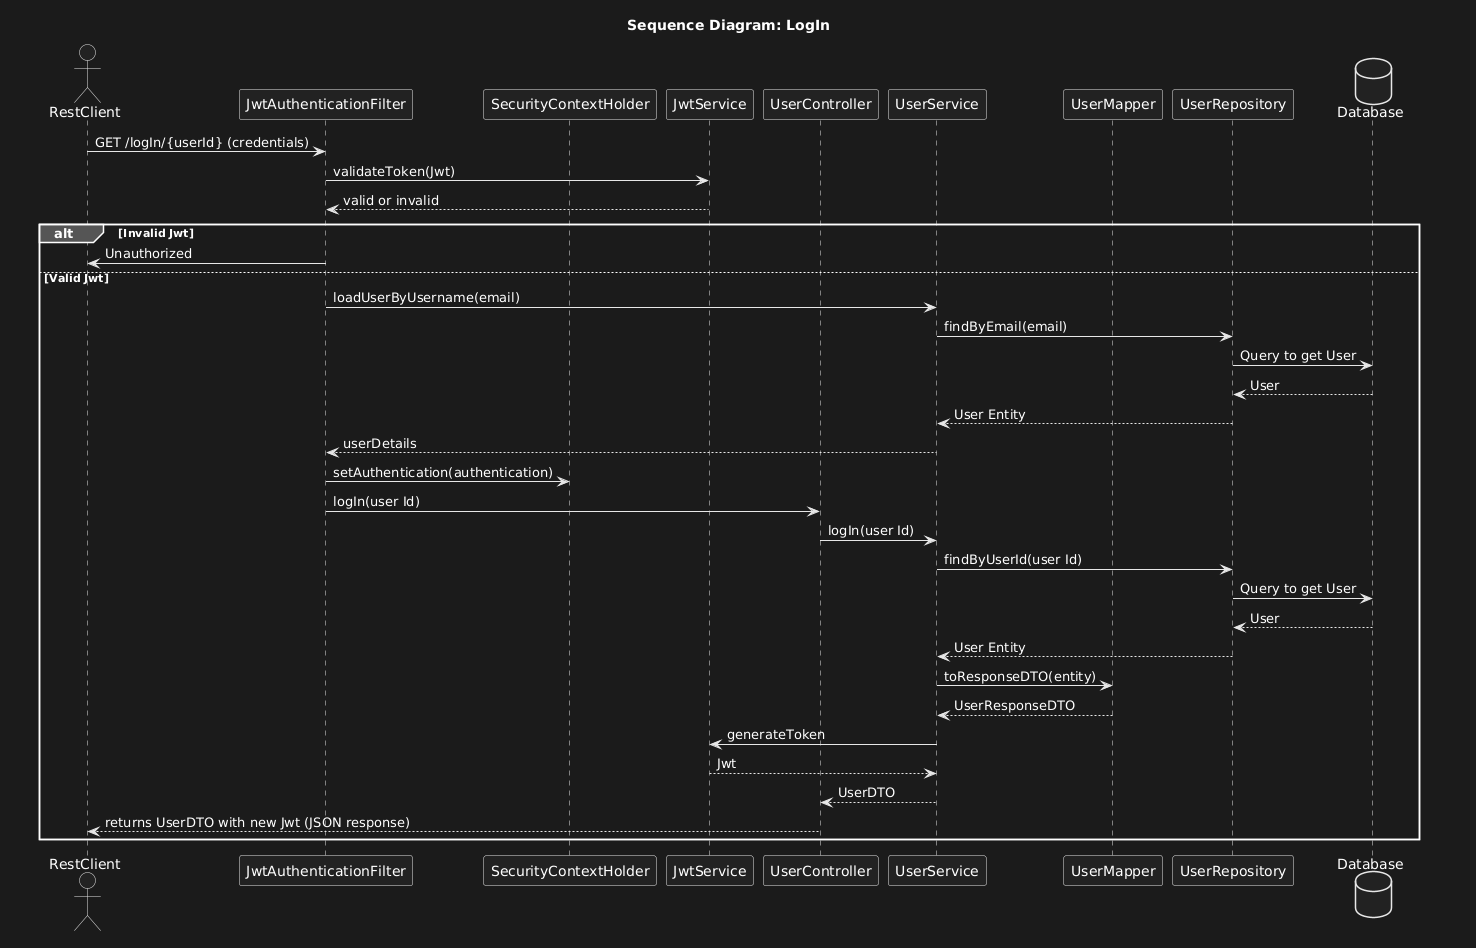 Sequence Diagram: LogIn
RestClient
JwtAuthenticationFilter
SecurityContextHolder
JwtService
UserController
UserService
UserMapper
UserRepository
Database
GET /logIn/{userId} (credentials)
validateToken(Jwt)
valid or invalid
alt [Invalid Jwt]
Unauthorized
[Valid Jwt]
loadUserByUsername(email)
findByEmail(email)
Query to get User
User
User Entity
userDetails
setAuthentication(authentication)
logIn(user Id)
logIn(user Id)
findByUserId(user Id)
Query to get User
User
User Entity
toResponseDTO(entity)
UserResponseDTO
generateToken
Jwt
UserDTO
returns UserDTO with new Jwt (JSON response)
RestClient
JwtAuthenticationFilter
SecurityContextHolder
JwtService
UserController
UserService
UserMapper
UserRepository
Database